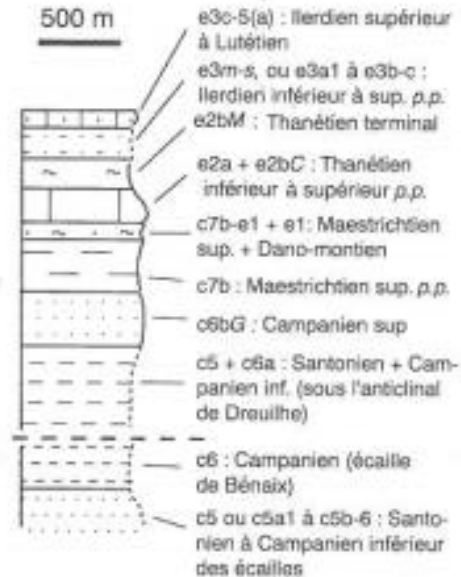 500 m
e3c-5(a) : Ilerdien supérieur
à Lutétien
e3m-s, ou e3a1 à e3b-c :
Ilerdien inférieur à sup. p.p.
e2bM : Thanétien terminal
e2a + e2bC : Thanétien
inférieur à supérieur p.p.
c7b-e1 + e1: Maestrichtien
sup. + Dano-montien
c7b : Maestrichtien sup. p.p.
c6bG : Campanien sup
c5 + c6a : Santonien + Cam-
panien inf. (sous l'anticlinal
de Dreuilhe)
c6 : Campanien (écaille
de Bénaix)
c5 ou c5a1 à c5b-6 : Santo-
nien à Campanien inférieur
des écailles